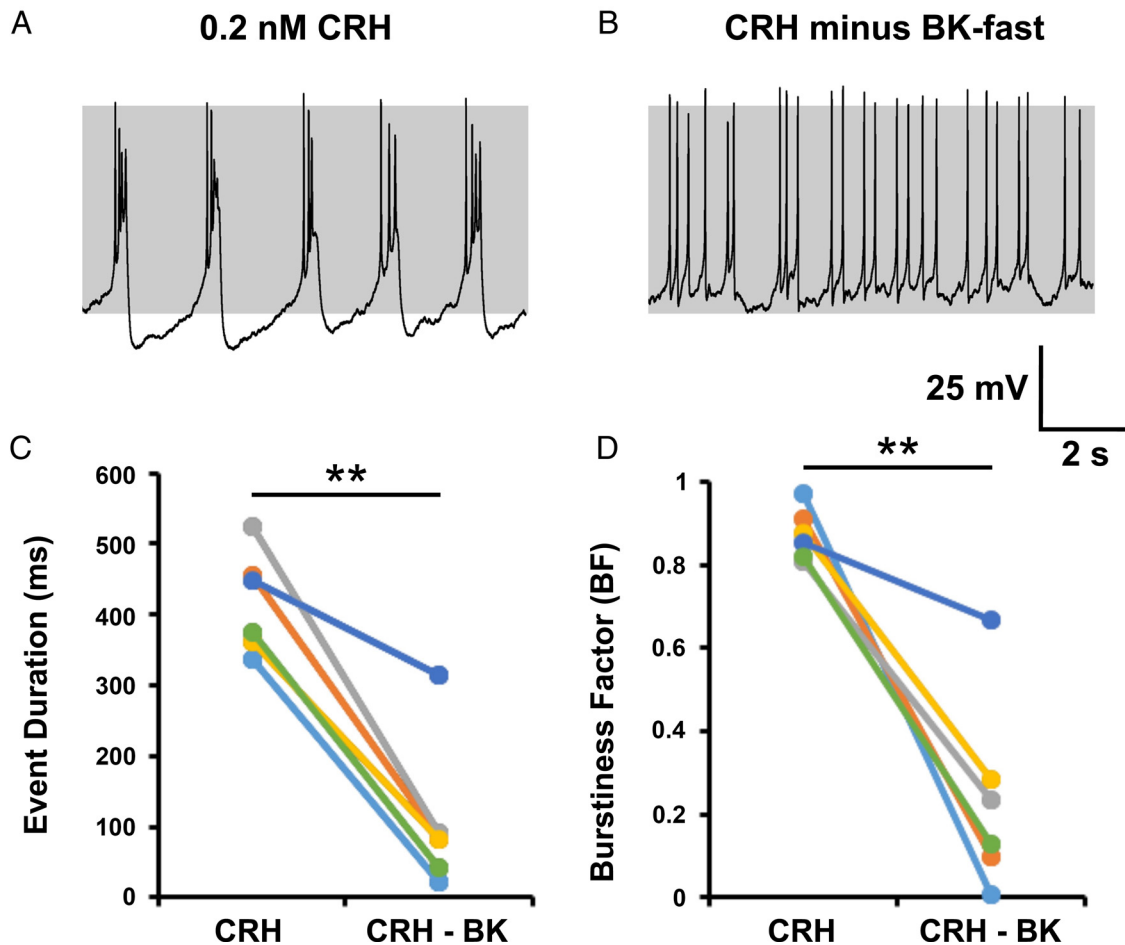 A
0.2 nM CRH
B
CRH minus BK-fast
25 mV
2 s
C
**
Event Duration (ms)
600
500
400
300
200
100
0
CRH
CRH - BK
D
**
Burstiness Factor (BF)
1
0.8
0.6
0.4
0.2
0
CRH
CRH - BK